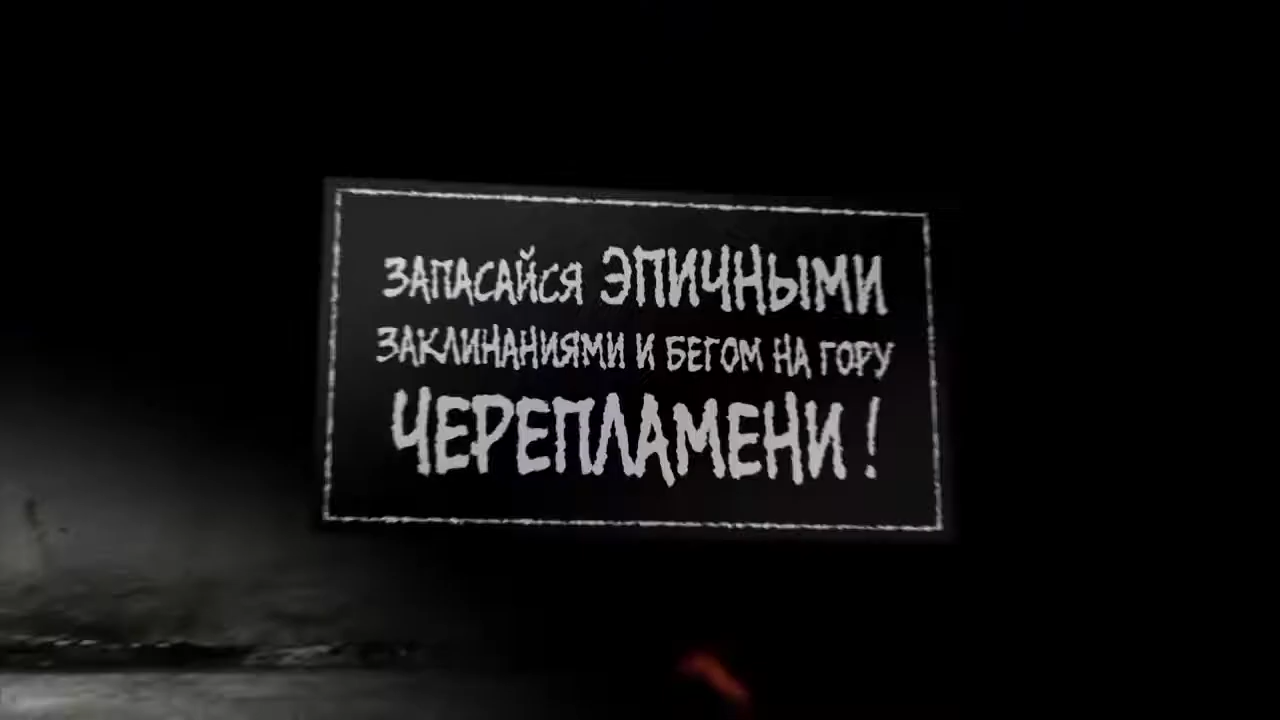 ЗАПАСАЙСЯ ЭПИЧНЫМИ
ЗАКЛИНАНИЯМИ И БЕГОМ НА ГОРУ
ЧЕРЕПЛАМЕНИ!